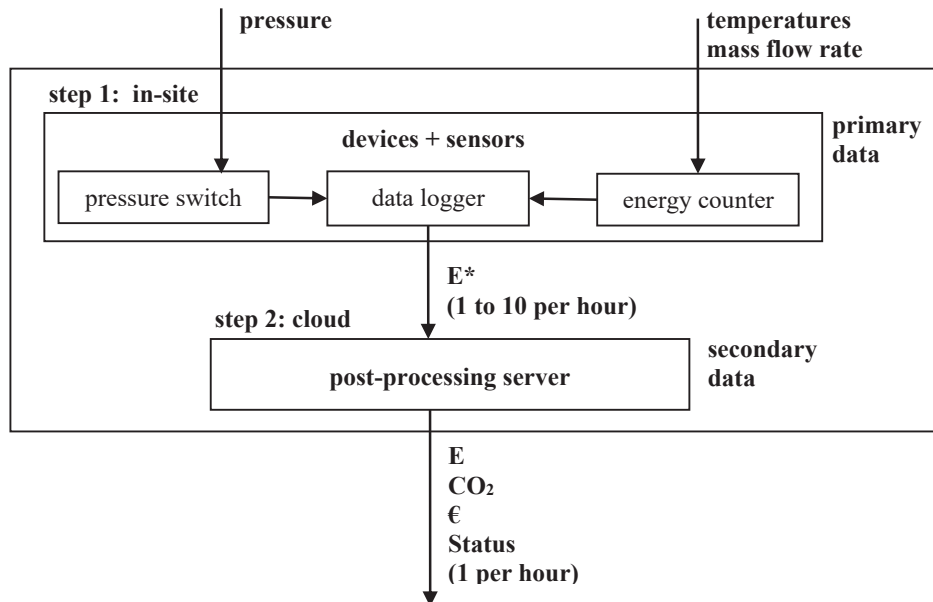 pressure
temperatures
mass flow rate
step 1:  in-site
devices + sensors
primary
data
pressure switch
data logger
energy counter
E*
(1 to 10 per hour)
step 2: cloud
post-processing server
secondary
data
E
CO₂
€
Status
(1 per hour)